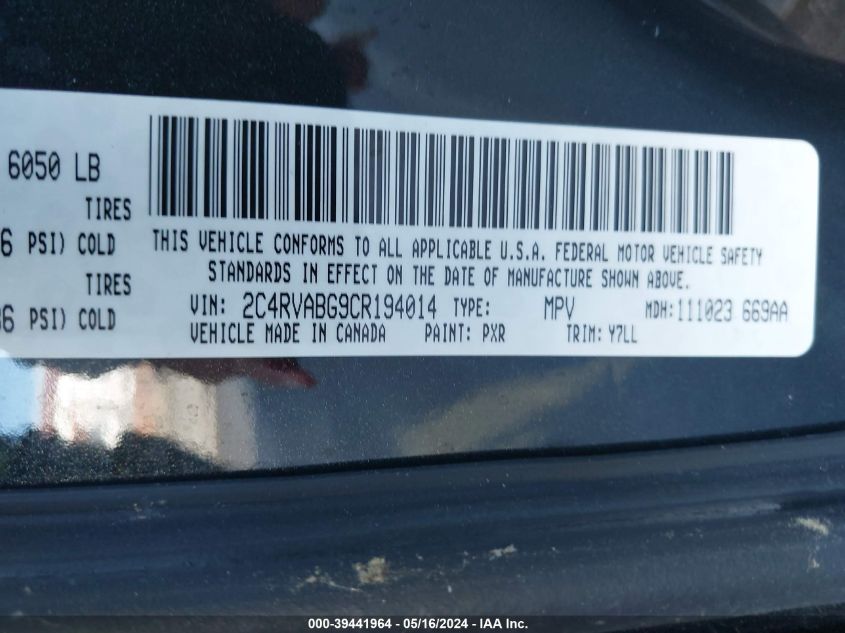 6050 LB
TIRES
6 PSI) COLD
TIRES
36 PSI) COLD
THIS VEHICLE CONFORMS TO ALL APPLICABLE U.S.A. FEDERAL MOTOR VEHICLE SAFETY
STANDARDS IN EFFECT ON THE DATE OF MANUFACTURE SHOWN ABOVE.
VIN: 2C4RVABG9CR194014 TYPE: MPV MDH:111023 669AA
VEHICLE MADE IN CANADA PAINT: PXR TRIM: Y7LL
000-39441964 - 05/16/2024 - IAA Inc.